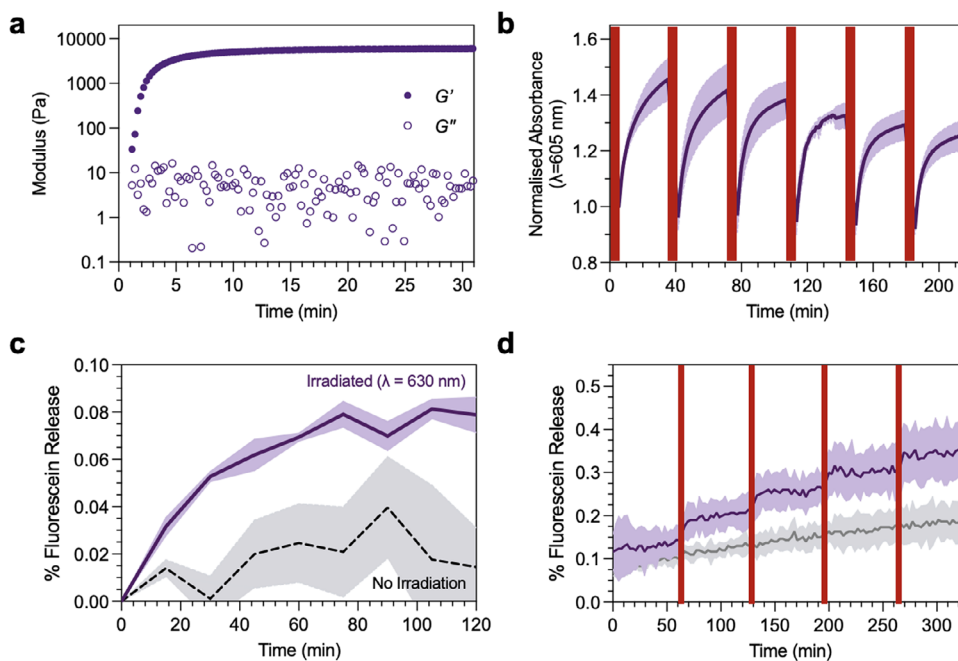 a
10000
1000
100
10
1
0.1
Modulus (Pa)
G'
G"
0
5
10
15
20
25
30
Time (min)
b
1.6
1.4
1.2
1.0
0.8
Normalised Absorbance
(λ=605 nm)
0
40
80
120
160
200
Time (min)
c
0.10
0.08
0.06
0.04
0.02
0.00
% Fluorescein Release
Irradiated (λ = 630 nm)
No Irradiation
0
20
40
60
80
100
120
Time (min)
d
0.5
0.4
0.3
0.2
0.1
0.0
% Fluorescein Release
0
50
100
150
200
250
300
Time (min)